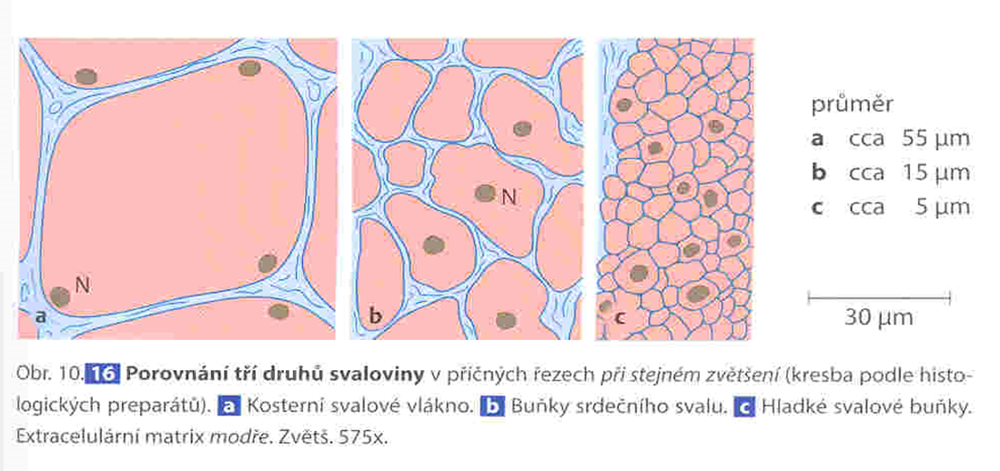 N
a
N
b
c
průměr
a cca 55 µm
b cca 15 µm
c cca 5 µm
30 µm
Obr. 10.16 Porovnání tří druhů svaloviny v příčných řezech při stejném zvětšení (kresba podle histo-
logických preparátů). a Kosterní svalové vlákno. b Buňky srdečního svalu. c Hladké svalové buňky.
Extracelulární matrix modře. Zvětš. 575x.